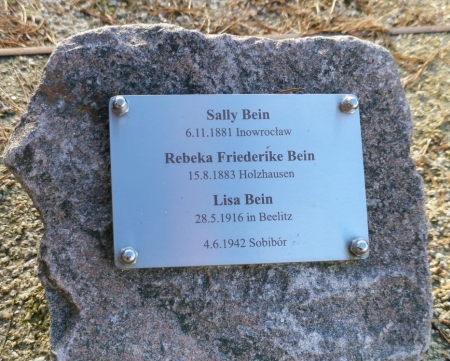 Sally Bein
6.11.1881 Inowrocław
Rebeka Friederike Bein
15.8.1883 Holzhausen
Lisa Bein
28.5.1916 in Beelitz
4.6.1942 Sobibór